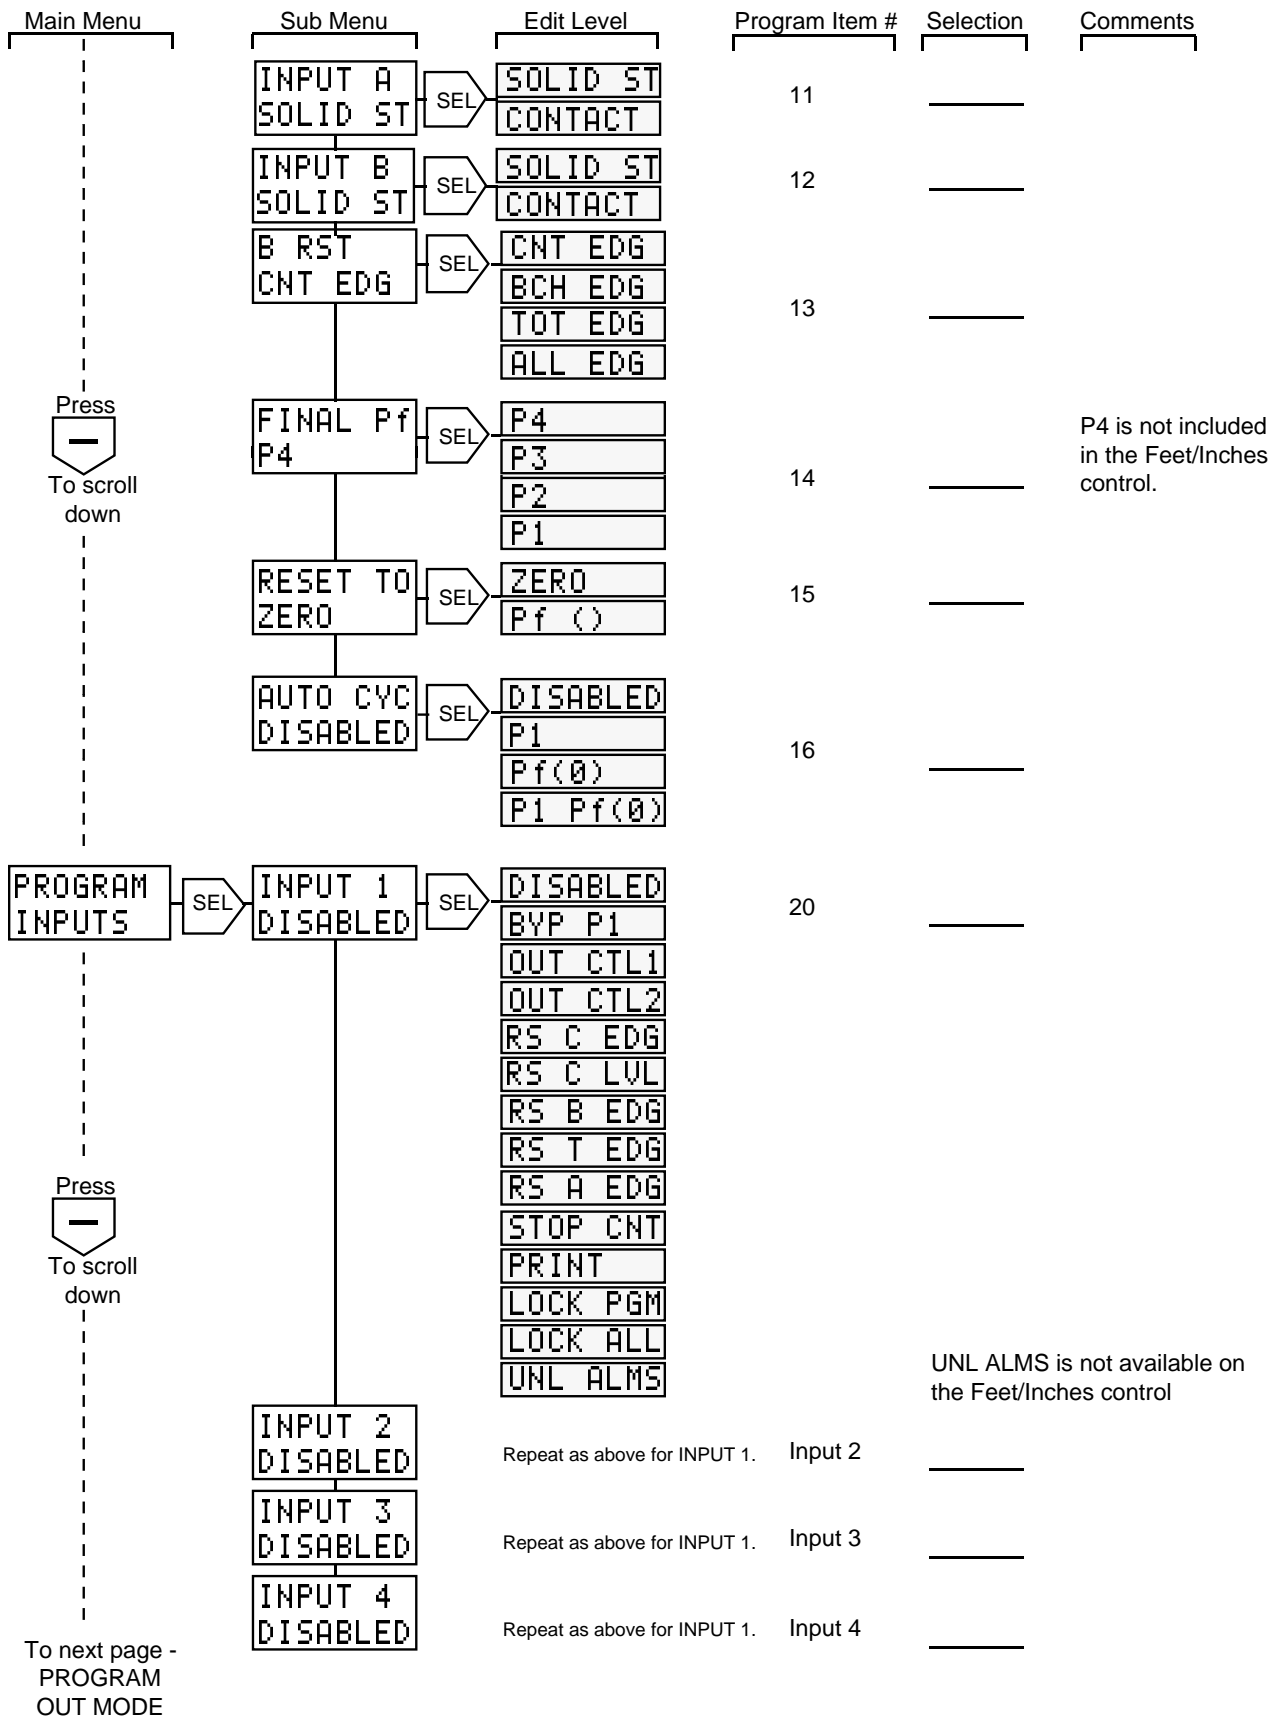 Main Menu
Sub Menu
Edit Level
Program Item #
Selection
Comments
INPUT A
SOLID ST
SEL
SOLID ST
CONTACT
11
INPUT B
SOLID ST
SEL
SOLID ST
CONTACT
12
B RST
CNT EDG
SEL
CNT EDG
BCH EDG
TOT EDG
ALL EDG
13
Press
To scroll
down
FINAL Pf
P4
SEL
P4
P3
P2
P1
14
P4 is not included
in the Feet/Inches
control.
RESET TO
ZERO
SEL
ZERO
Pf ()
15
AUTO CYC
DISABLED
SEL
DISABLED
P1
Pf(0)
P1 Pf(0)
16
PROGRAM
INPUTS
SEL
INPUT 1
DISABLED
SEL
DISABLED
BYP P1
OUT CTL1
OUT CTL2
RS C EDG
RS C LVL
RS B EDG
RS T EDG
RS A EDG
STOP CNT
PRINT
LOCK PGM
LOCK ALL
UNL ALMS
20
Press
To scroll
down
UNL ALMS is not available on
the Feet/Inches control
INPUT 2
DISABLED
Repeat as above for INPUT 1.
Input 2
INPUT 3
DISABLED
Repeat as above for INPUT 1.
Input 3
INPUT 4
DISABLED
Repeat as above for INPUT 1.
Input 4
To next page -
PROGRAM
OUT MODE